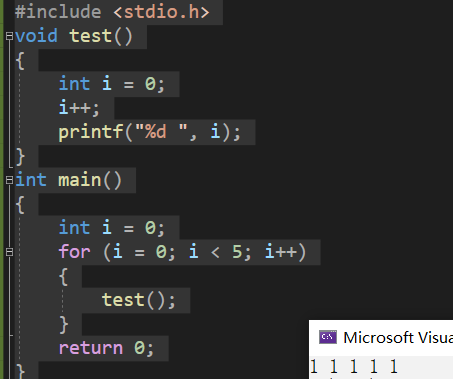 #include <stdio.h>
void test()
{
    int i = 0;
    i++;
    printf("%d ", i);
}
int main()
{
    int i = 0;
    for (i = 0; i < 5; i++)
    {
        test();
    }
    return 0;
}
Microsoft Visua
1 1 1 1 1